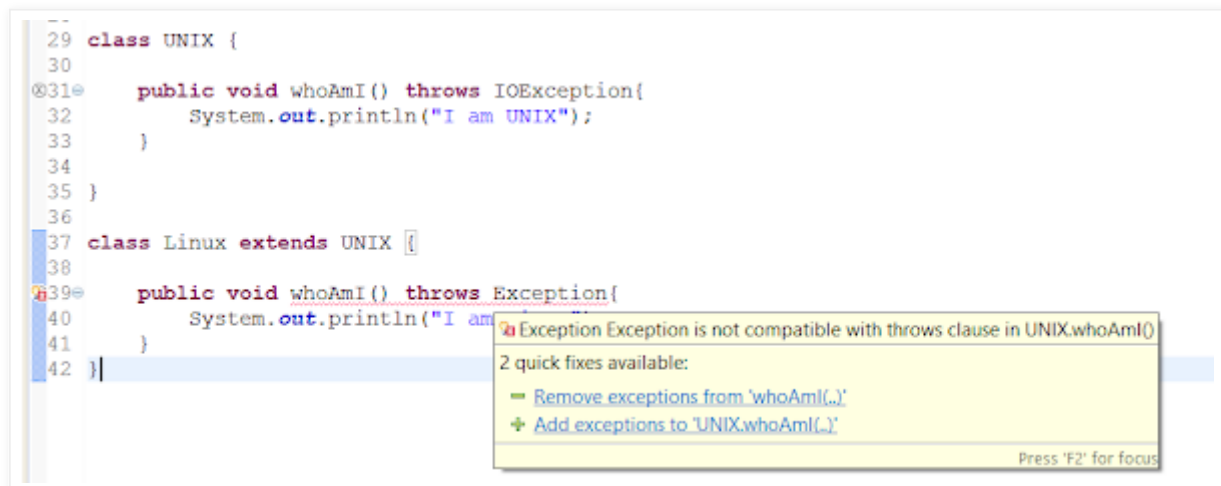 29 class UNIX {
30
31 public void whoAmI() throws IOException{
32 System.out.println("I am UNIX");
33 }
34
35 }
36
37 class Linux extends UNIX {
38
39 public void whoAmI() throws Exception{
40 System.out.println("I am
Exception Exception is not compatible with throws clause in UNIX.whoAmI()
41 }
2 quick fixes available:
42 }
Remove exceptions from 'whoAmI(..)'
Add exceptions to 'UNIX.whoAmI(..)'
Press 'F2' for focus